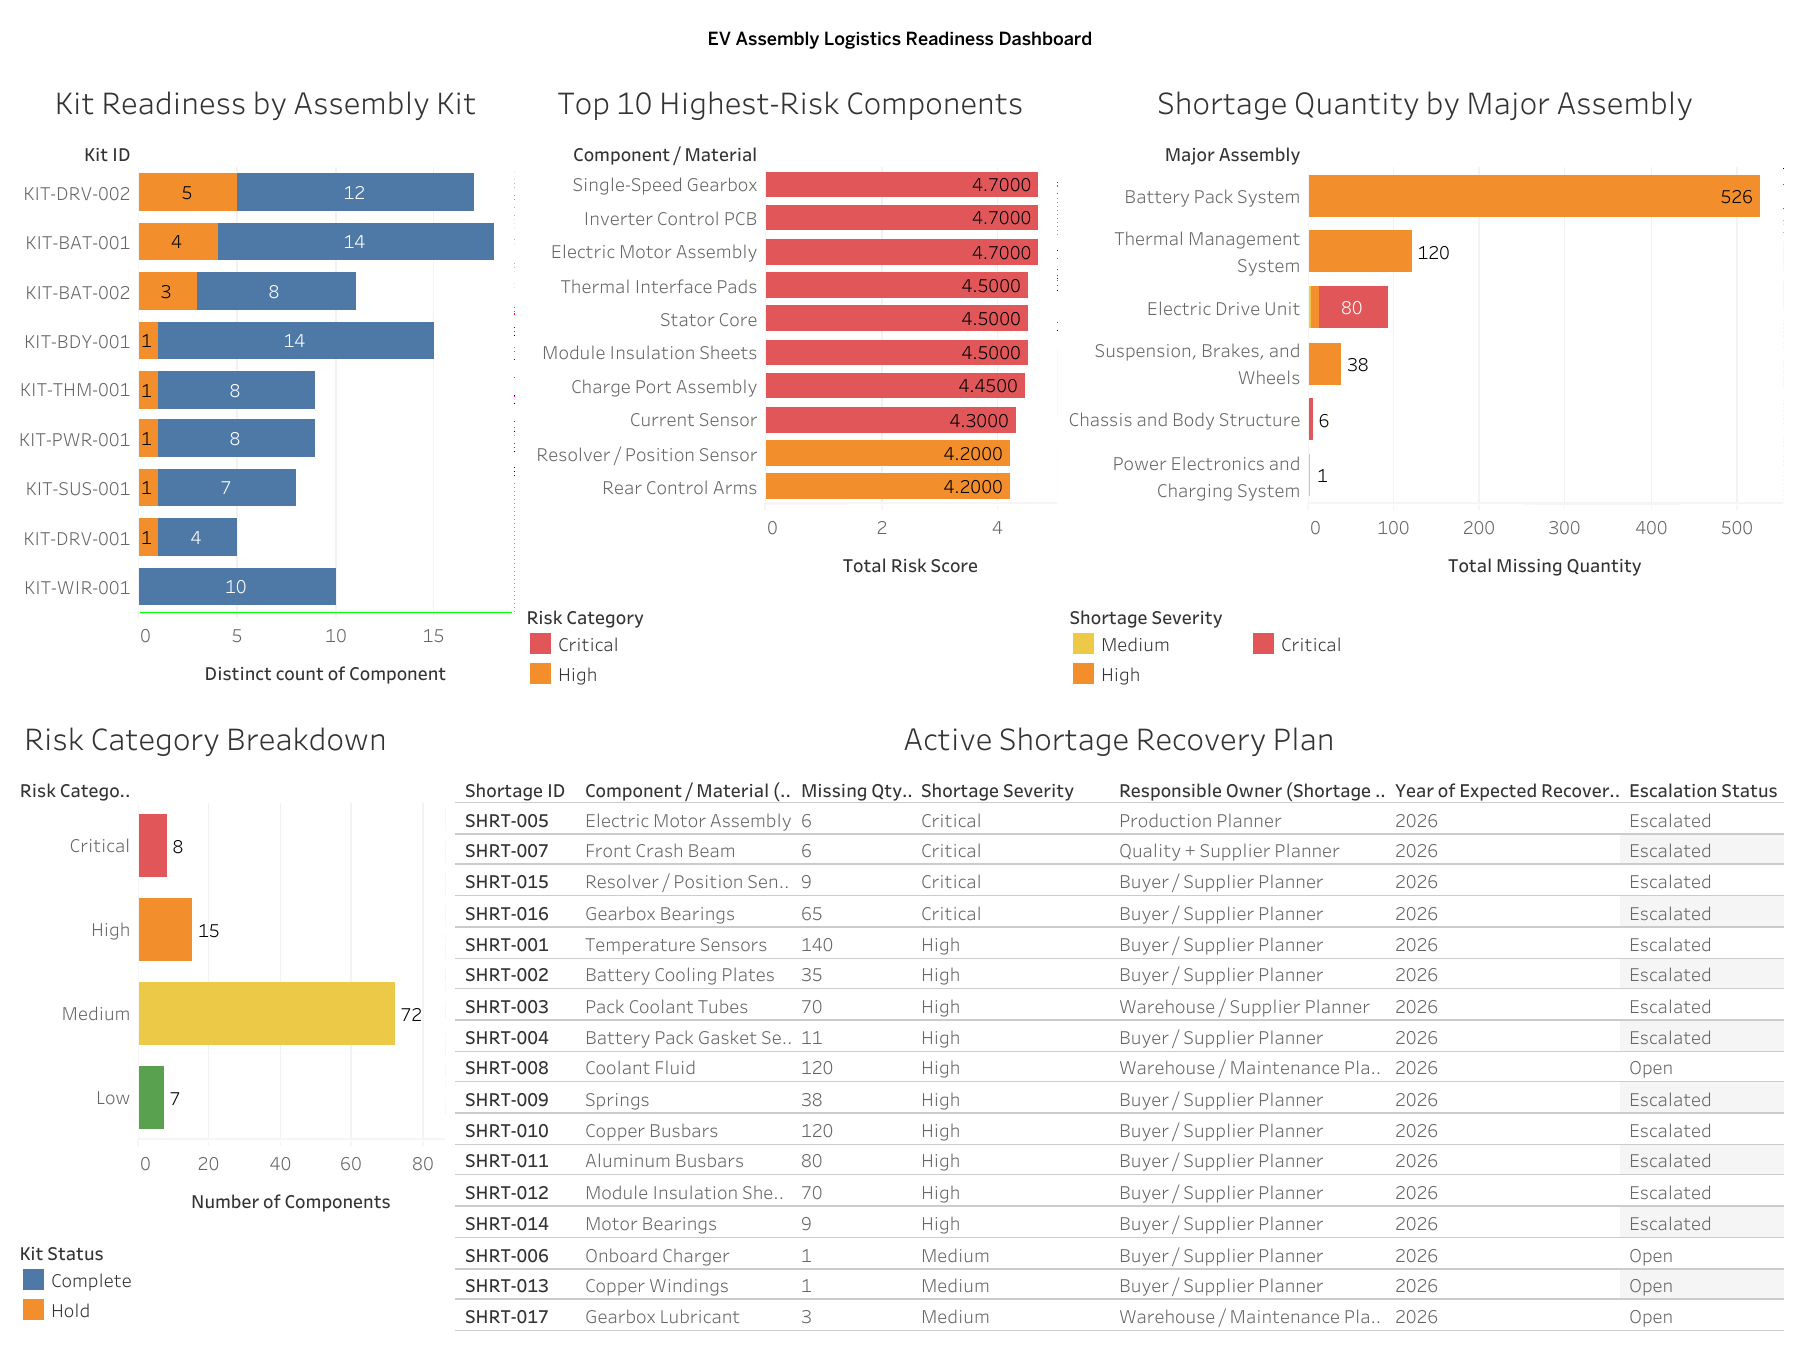 EV Assembly Logistics Readiness Dashboard
Kit Readiness by Assembly Kit
Kit ID
KIT-DRV-002 5 12
KIT-BAT-001 4 14
KIT-BAT-002 3 8
KIT-BDY-001 1 14
KIT-THM-001 1 8
KIT-PWR-001 1 8
KIT-SUS-001 1 7
KIT-DRV-001 1 4
KIT-WIR-001 10
0 5 10 15
Distinct count of Component
Top 10 Highest-Risk Components
Component / Material
Single-Speed Gearbox 4.7000
Inverter Control PCB 4.7000
Electric Motor Assembly 4.7000
Thermal Interface Pads 4.5000
Stator Core 4.5000
Module Insulation Sheets 4.5000
Charge Port Assembly 4.4500
Current Sensor 4.3000
Resolver / Position Sensor 4.2000
Rear Control Arms 4.2000
0 2 4
Total Risk Score
Risk Category
Critical
High
Shortage Quantity by Major Assembly
Major Assembly
Battery Pack System 526
Thermal Management
System 120
Electric Drive Unit 80
Suspension, Brakes, and
Wheels 38
Chassis and Body Structure 6
Power Electronics and
Charging System 1
0 100 200 300 400 500
Total Missing Quantity
Shortage Severity
Medium Critical
High
Risk Category Breakdown
Risk Catego..
Critical 8
High 15
Medium 72
Low 7
0 20 40 60 80
Number of Components
Kit Status
Complete
Hold
Active Shortage Recovery Plan
Shortage ID Component / Material (.. Missing Qty.. Shortage Severity Responsible Owner (Shortage .. Year of Expected Recover.. Escalation Status
SHRT-005 Electric Motor Assembly 6 Critical Production Planner 2026 Escalated
SHRT-007 Front Crash Beam 6 Critical Quality + Supplier Planner 2026 Escalated
SHRT-015 Resolver / Position Sen.. 9 Critical Buyer / Supplier Planner 2026 Escalated
SHRT-016 Gearbox Bearings 65 Critical Buyer / Supplier Planner 2026 Escalated
SHRT-001 Temperature Sensors 140 High Buyer / Supplier Planner 2026 Escalated
SHRT-002 Battery Cooling Plates 35 High Buyer / Supplier Planner 2026 Escalated
SHRT-003 Pack Coolant Tubes 70 High Warehouse / Supplier Planner 2026 Escalated
SHRT-004 Battery Pack Gasket Se.. 11 High Buyer / Supplier Planner 2026 Escalated
SHRT-008 Coolant Fluid 120 High Warehouse / Maintenance Pla.. 2026 Open
SHRT-009 Springs 38 High Buyer / Supplier Planner 2026 Escalated
SHRT-010 Copper Busbars 120 High Buyer / Supplier Planner 2026 Escalated
SHRT-011 Aluminum Busbars 80 High Buyer / Supplier Planner 2026 Escalated
SHRT-012 Module Insulation She.. 70 High Buyer / Supplier Planner 2026 Escalated
SHRT-014 Motor Bearings 9 High Buyer / Supplier Planner 2026 Escalated
SHRT-006 Onboard Charger 1 Medium Buyer / Supplier Planner 2026 Open
SHRT-013 Copper Windings 1 Medium Buyer / Supplier Planner 2026 Open
SHRT-017 Gearbox Lubricant 3 Medium Warehouse / Maintenance Pla.. 2026 Open